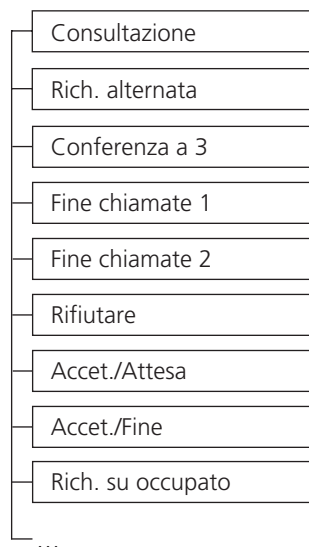 Consultazione
Rich. alternata
Conferenza a 3
Fine chiamate 1
Fine chiamate 2
Rifiutare
Accet./Attesa
Accet./Fine
Rich. su occupato
...